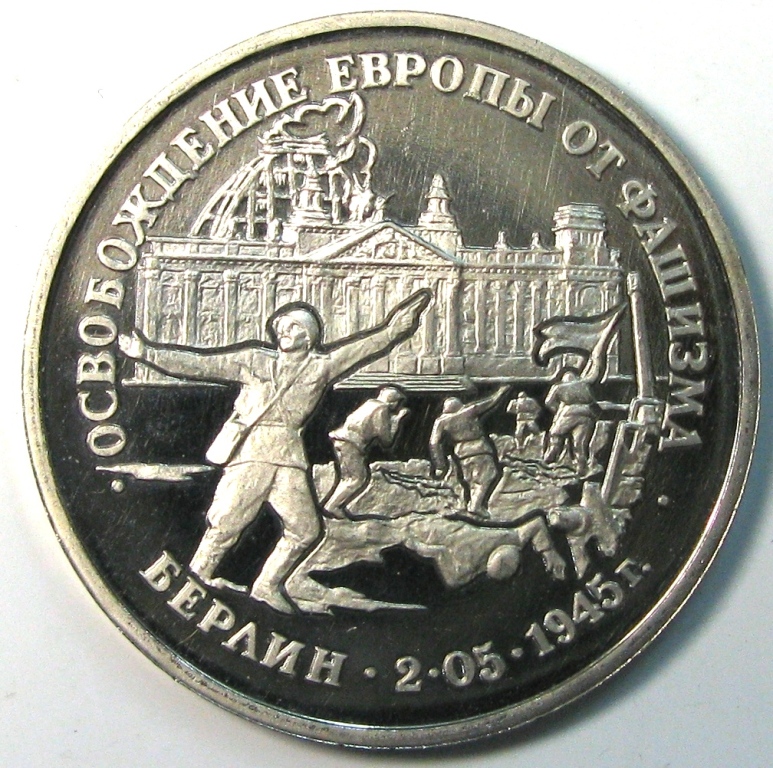 · ОСВОБОЖДЕНИЕ ЕВРОПЫ ОТ ФАШИЗМА ·
БЕРЛИН · 2 · 05 · 1945 г.